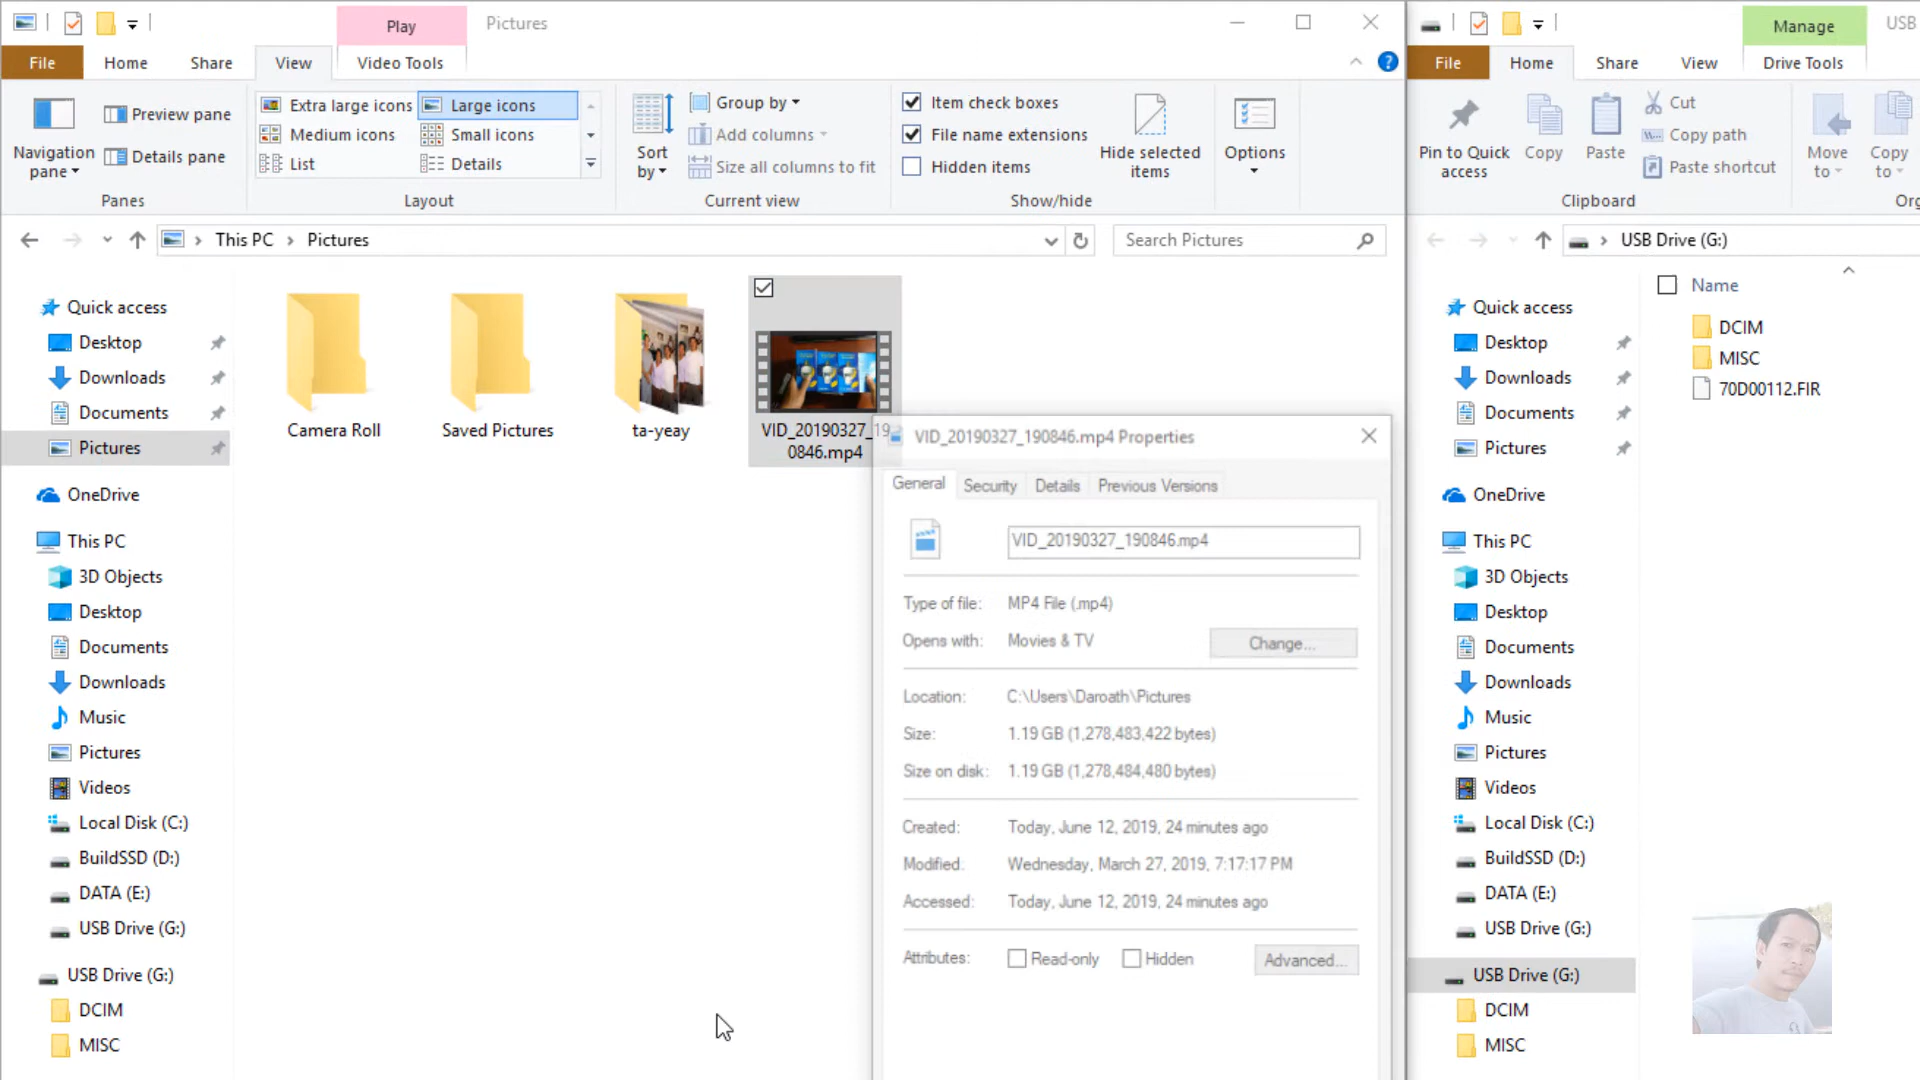 Play
Pictures
File
Home
Share
View
Video Tools
Navigation
pane
Preview pane
Details pane
Panes
Extra large icons
Large icons
Medium icons
Small icons
List
Details
Layout
Sort
by
Group by
Add columns
Size all columns to fit
Current view
Item check boxes
File name extensions
Hidden items
Hide selected
items
Show/hide
Options
This PC
Pictures
Search Pictures
Quick access
Desktop
Downloads
Documents
Pictures
OneDrive
This PC
3D Objects
Desktop
Documents
Downloads
Music
Pictures
Videos
Local Disk (C:)
BuildSSD (D:)
DATA (E:)
USB Drive (G:)
USB Drive (G:)
DCIM
MISC
Camera Roll
Saved Pictures
ta-yeay
VID_20190327_19
0846.mp4
VID_20190327_190846.mp4 Properties
General
Security
Details
Previous Versions
VID_20190327_190846.mp4
Type of file:
MP4 File (.mp4)
Opens with:
Movies & TV
Change...
Location:
C:\Users\Daroath\Pictures
Size:
1.19 GB (1,278,483,422 bytes)
Size on disk:
1.19 GB (1,278,484,480 bytes)
Created:
Today, June 12, 2019, 24 minutes ago
Modified:
Wednesday, March 27, 2019, 7:17:17 PM
Accessed:
Today, June 12, 2019, 24 minutes ago
Attributes:
Read-only
Hidden
Advanced...
Manage
USB
File
Home
Share
View
Drive Tools
Pin to Quick
access
Copy
Paste
Cut
Copy path
Paste shortcut
Clipboard
Move
to
Copy
to
Org
USB Drive (G:)
Quick access
Desktop
Downloads
Documents
Pictures
OneDrive
This PC
3D Objects
Desktop
Documents
Downloads
Music
Pictures
Videos
Local Disk (C:)
BuildSSD (D:)
DATA (E:)
USB Drive (G:)
USB Drive (G:)
DCIM
MISC
Name
DCIM
MISC
70D00112.FIR